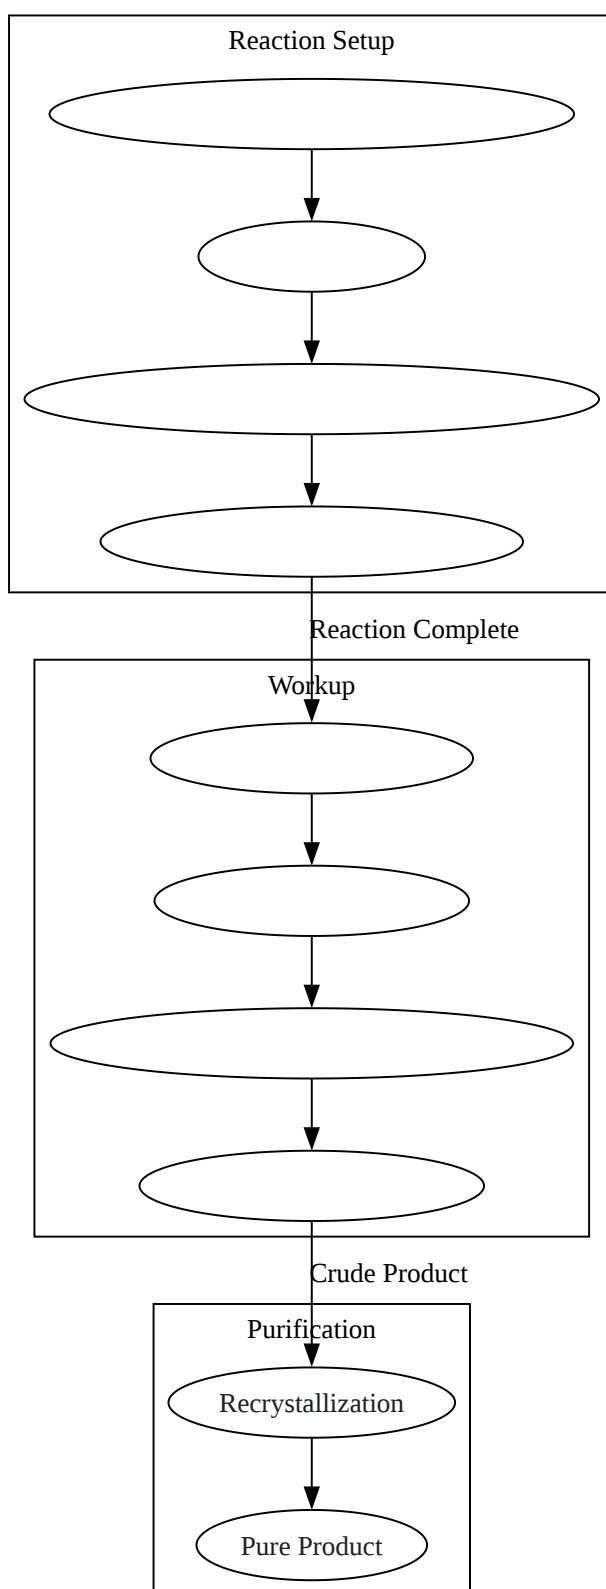 Reaction Setup
Reaction Complete
Workup
Crude Product
Purification
Recrystallization
Pure Product